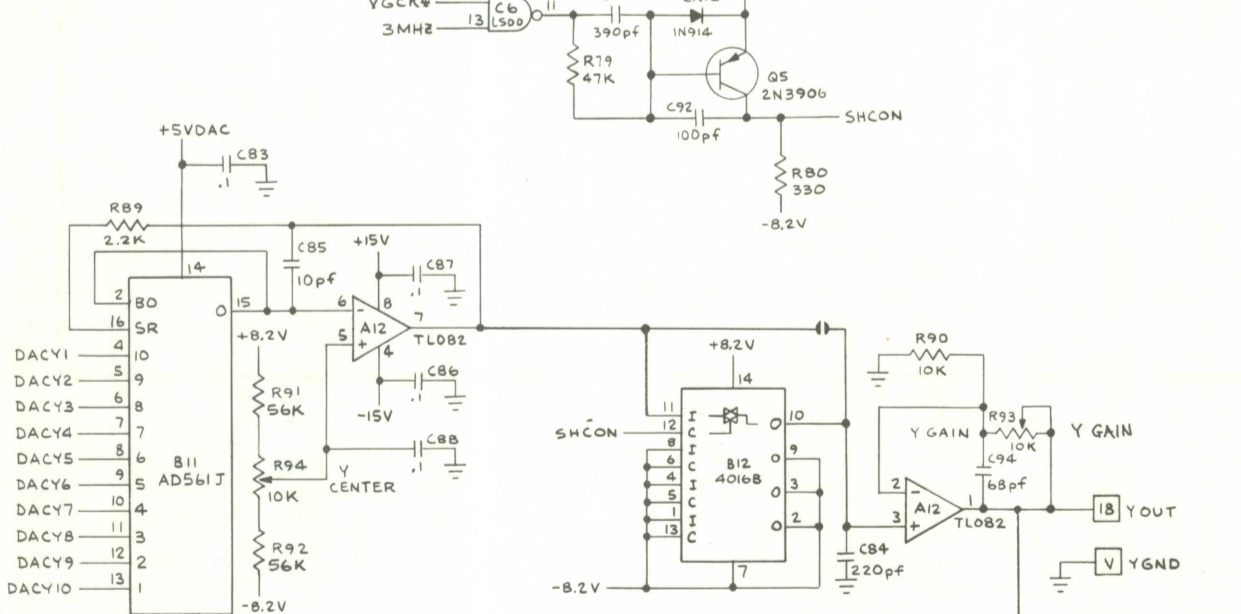 YGCK*
3MHZ
13
C6
LS00
11
390pf
1N914
R79
47K
Q5
2N3906
C92
100pf
SHCON
R80
330
-8.2V
+5VDAC
C83
.1
R89
2.2K
14
C85
10pf
+15V
C87
.1
2 BO
16 SR
O 15
6 -
5 +
8
A12
7
TL082
4
-15V
C86
.1
+8.2V
R91
56K
R94
10K
R92
56K
-8.2V
Y
CENTER
C88
.1
DACY1 4 10
DACY2 5 9
DACY3 6 8
DACY4 7 7
DACY5 8 6
DACY6 9 5
DACY7 10 4
DACY8 11 3
DACY9 12 2
DACY10 13 1
B11
AD561J
+8.2V
14
11 I
SHCON 12 C
8 I
6 C
4 I
5 C
1 I
13 C
B12
4016B
O 10
O 9
O 3
O 2
7
-8.2V
C84
220pf
R90
10K
Y GAIN
R93
10K
Y GAIN
C94
68pf
2 -
3 +
A12
1
TL082
18 YOUT
V YGND